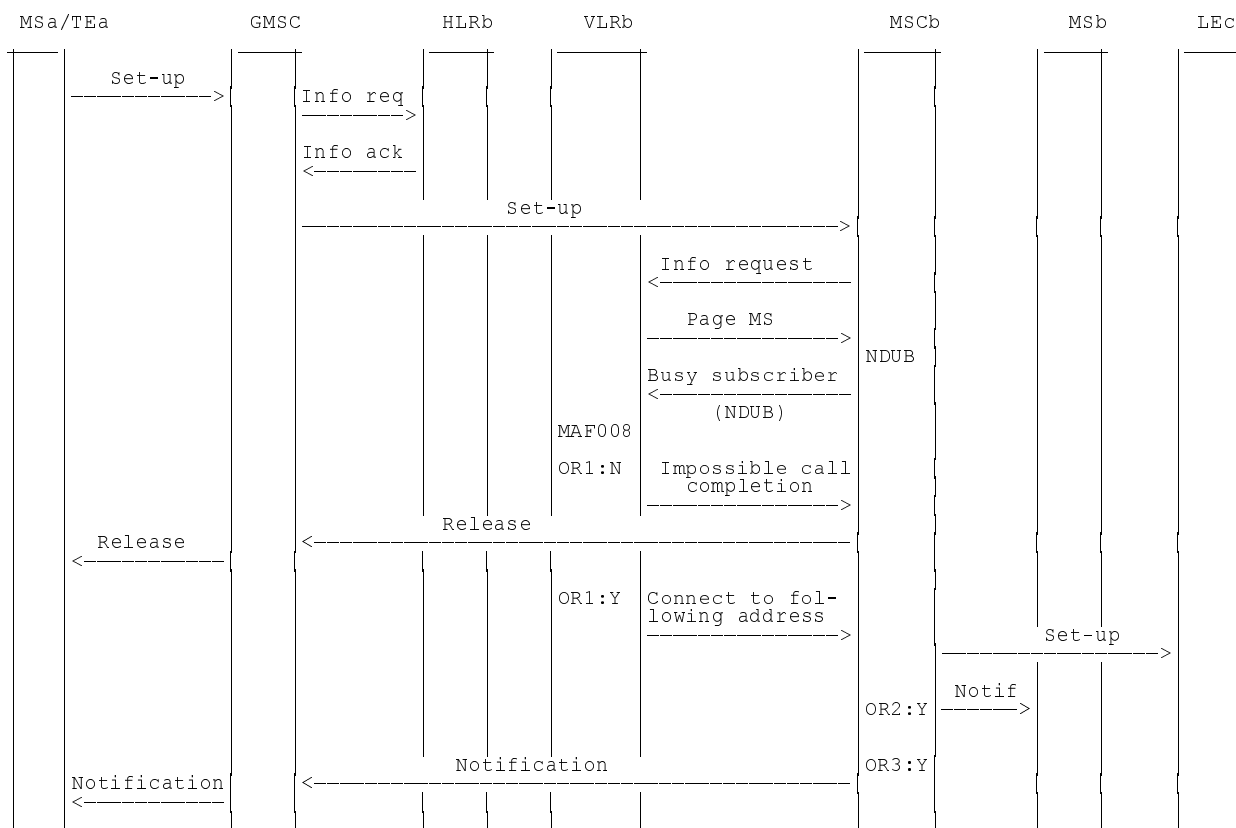 MSa/TEa GMSC HLRb VLRb MSCb MSb LEc
Set-up
Info req
Info ack
Set-up
Info request
Page MS
NDUB
Busy subscriber
(NDUB)
MAF008
OR1:N Impossible call
completion
Release
Release
OR1:Y Connect to fol-
lowing address
Set-up
Notif
OR2:Y
Notification OR3:Y
Notification